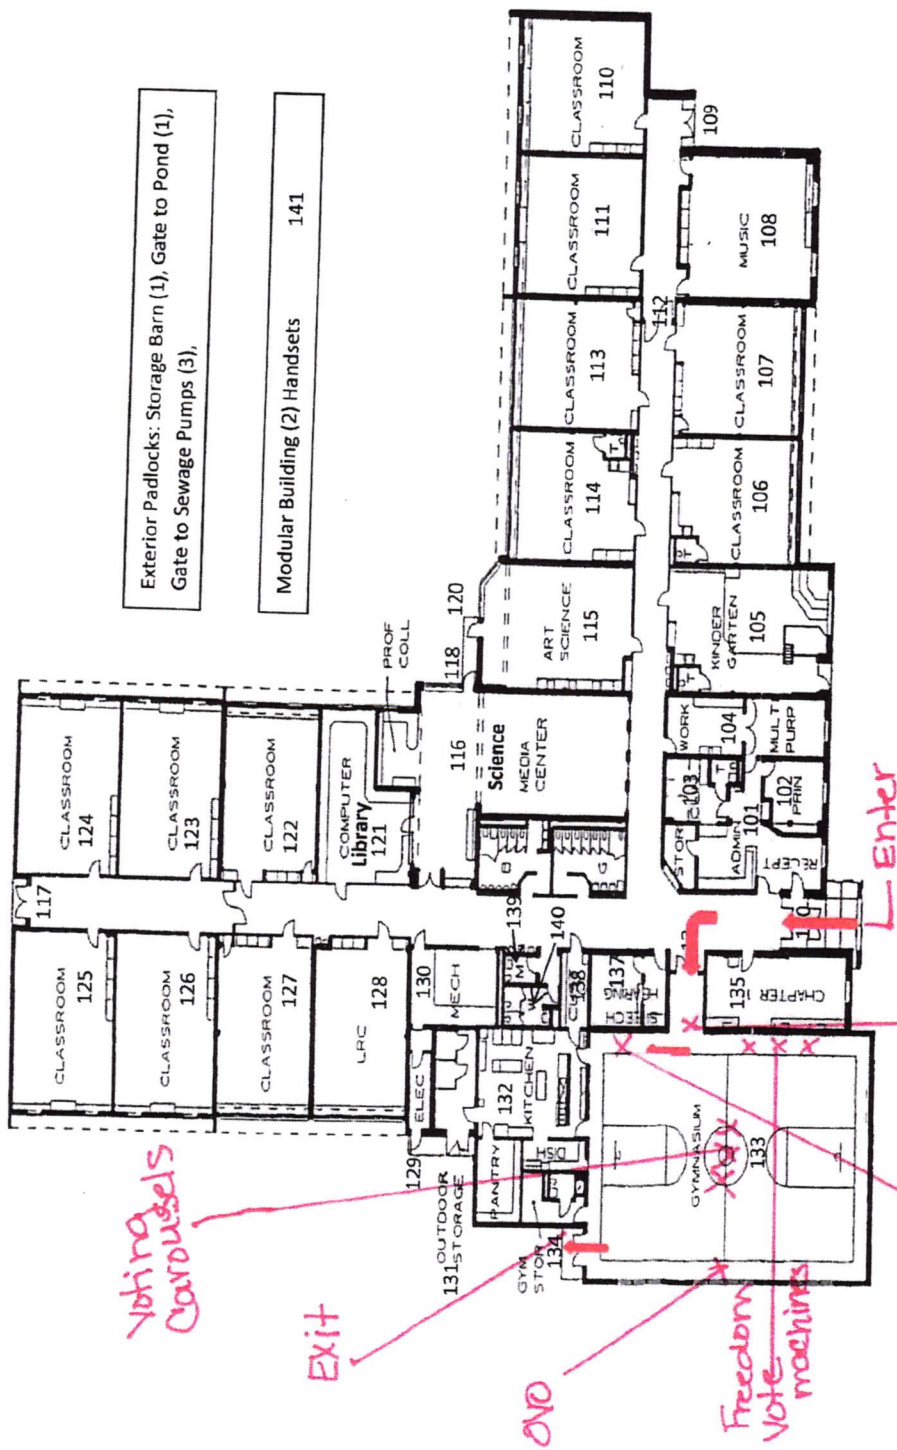 Exterior Padlocks: Storage Barn (1), Gate to Pond (1),
Gate to Sewage Pumps (3),
Modular Building (2) Handsets 141
117
CLASSROOM
124
CLASSROOM
125
CLASSROOM
123
CLASSROOM
126
CLASSROOM
122
CLASSROOM
127
COMPUTER
Library
121
LRC
128
PROF
COLL
118
120
116
Science
MEDIA
CENTER
B
G
139
M
140
130
MECH
ELEC
129
OUTDOOR
STORAGE
131
132
KITCHEN
PANTRY
DISH
GYM
STOR
134
138
137
ART
SCIENCE
115
CLASSROOM
114
T
CLASSROOM
113
CLASSROOM
111
CLASSROOM
110
109
112
MUSIC
108
CLASSROOM
107
CLASSROOM
106
T
KINDER
GARTEN
105
T
WORK
104
MULTI
PURP
103
T
STOR
ADMIN
101
102
PRIN
RECEPT
135
CHAPTER
GYMNASIUM
133
Voting
Carousels
Exit
OVO
Freedom
Vote
machines
Enter